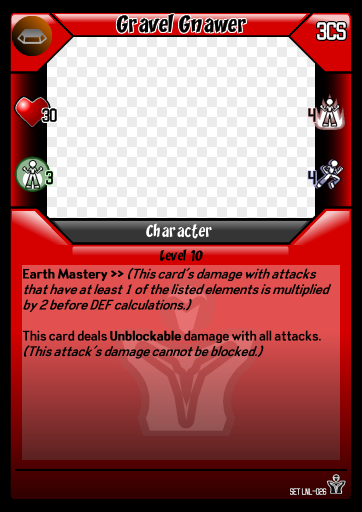 Gravel Gnawer
3CS
30
4
3
4
Character
Level 10
Earth Mastery >> (This card's damage with attacks
that have at least 1 of the listed elements is multiplied
by 2 before DEF calculations.)
This card deals Unblockable damage with all attacks.
(This attack's damage cannot be blocked.)
SET LNL-026